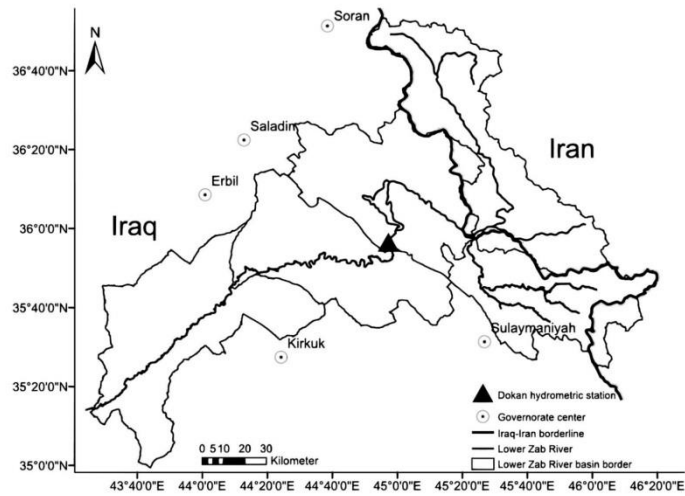 Soran
N
36°40'0"N
Saladin
36°20'0"N
Iran
Erbil
Iraq
36°0'0"N
35°40'0"N
Sulaymaniyah
Kirkuk
35°20'0"N
Dokan hydrometric station
Governorate center
Iraq-Iran borderline
0 5 10 20 30
Kilometer
Lower Zab River
35°0'0"N
Lower Zab River basin border
43°40'0"E 44°0'0"E 44°20'0"E 44°40'0"E 45°0'0"E 45°20'0"E 45°40'0"E 46°0'0"E 46°20'0"E